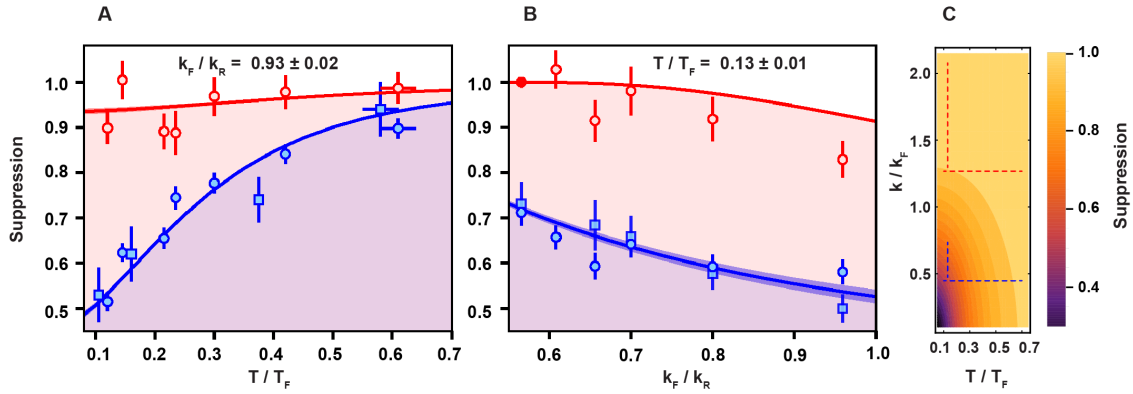 A
B
C
k_F / k_R = 0.93 ± 0.02
T / T_F = 0.13 ± 0.01
Suppression
1.0
0.9
0.8
0.7
0.6
0.5
0.1 0.2 0.3 0.4 0.5 0.6 0.7
T / T_F
0.6 0.7 0.8 0.9 1.0
k_F / k_R
k / k_F
2.0
1.5
1.0
0.5
0.1 0.3 0.5 0.7
T / T_F
1.0
0.8
0.6
0.4
Suppression